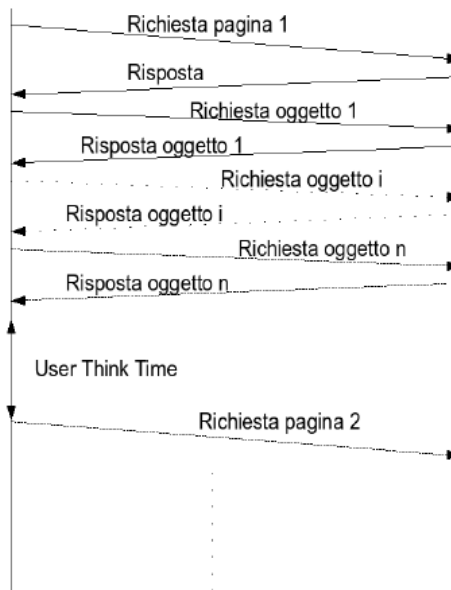 Richiesta pagina 1
Risposta
Richiesta oggetto 1
Risposta oggetto 1
Richiesta oggetto i
Risposta oggetto i
Richiesta oggetto n
Risposta oggetto n
User Think Time
Richiesta pagina 2